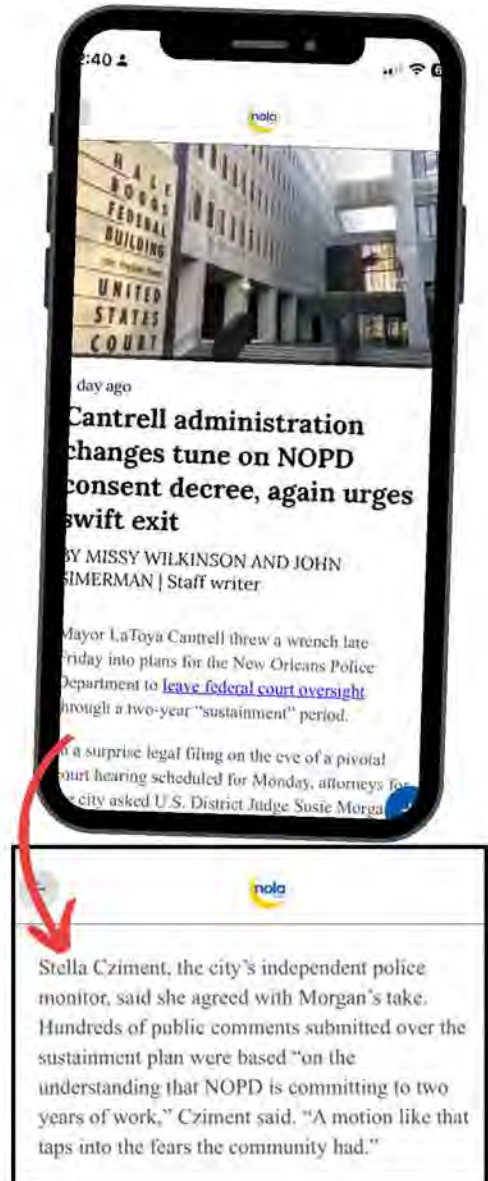 2:40
nola
HALE
BOGGS
FEDERAL
BUILDING
UNITED
STATES
COURT
day ago
Cantrell administration
changes tune on NOPD
consent decree, again urges
swift exit
BY MISSY WILKINSON AND JOHN
SIMERMAN | Staff writer
Mayor LaToya Cantrell threw a wrench late
Friday into plans for the New Orleans Police
Department to leave federal court oversight
through a two-year “sustainment” period.
a surprise legal filing on the eve of a pivotal
court hearing scheduled for Monday, attorneys for
city asked U.S. District Judge Susie Morga
nola
Stella Cziment, the city’s independent police
monitor, said she agreed with Morgan’s take.
Hundreds of public comments submitted over the
sustainment plan were based “on the
understanding that NOPD is committing to two
years of work,” Cziment said. “A motion like that
taps into the fears the community had.”